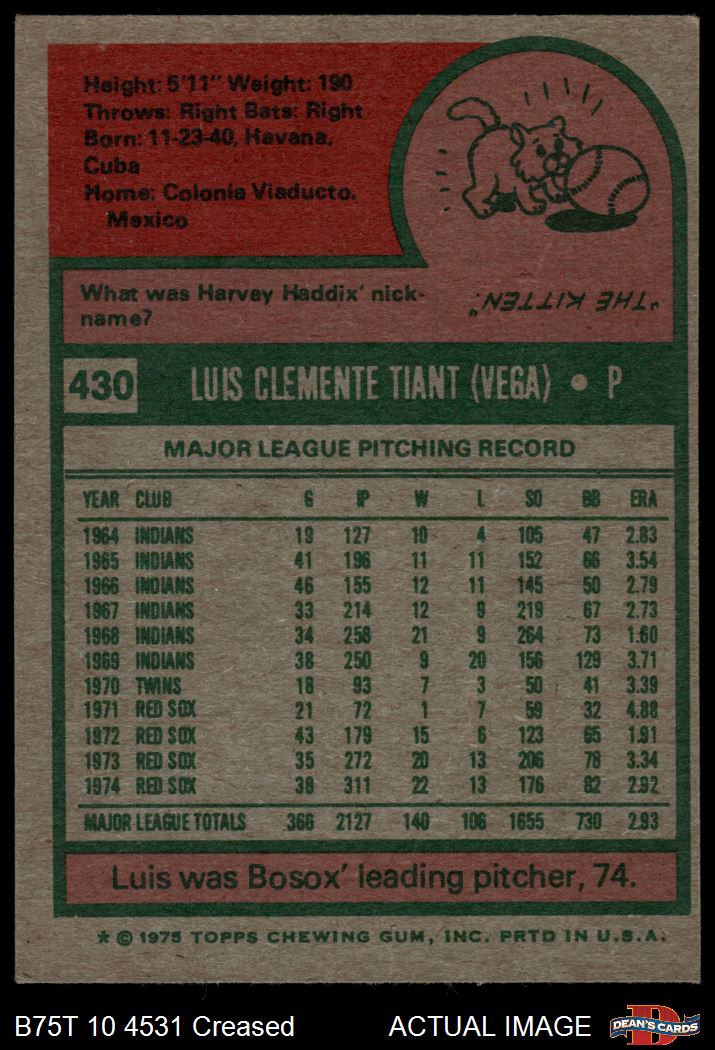 Height: 5'11" Weight: 190
Throws: Right Bats: Right
Born: 11-23-40, Havana,
Cuba
Home: Colonia Viaducto,
Mexico
What was Harvey Haddix' nick-
name?
"THE KITTEN."
430 LUIS CLEMENTE TIANT (VEGA) • P
MAJOR LEAGUE PITCHING RECORD
YEAR CLUB G IP W L SO BB ERA
1964 INDIANS 19 127 10 4 105 47 2.83
1965 INDIANS 41 196 11 11 152 66 3.54
1966 INDIANS 46 155 12 11 145 50 2.79
1967 INDIANS 33 214 12 9 219 67 2.73
1968 INDIANS 34 258 21 9 264 73 1.60
1969 INDIANS 38 250 9 20 156 129 3.71
1970 TWINS 18 93 7 3 50 41 3.39
1971 RED SOX 21 72 1 7 59 32 4.88
1972 RED SOX 43 179 15 6 123 65 1.91
1973 RED SOX 35 272 20 13 206 78 3.34
1974 RED SOX 38 311 22 13 176 82 2.92
MAJOR LEAGUE TOTALS 366 2127 140 106 1655 730 2.93
Luis was Bosox' leading pitcher, 74.
* © 1975 TOPPS CHEWING GUM, INC. PRTD IN U.S.A.
B75T 10 4531 Creased ACTUAL IMAGE
D
DEAN'S CARDS